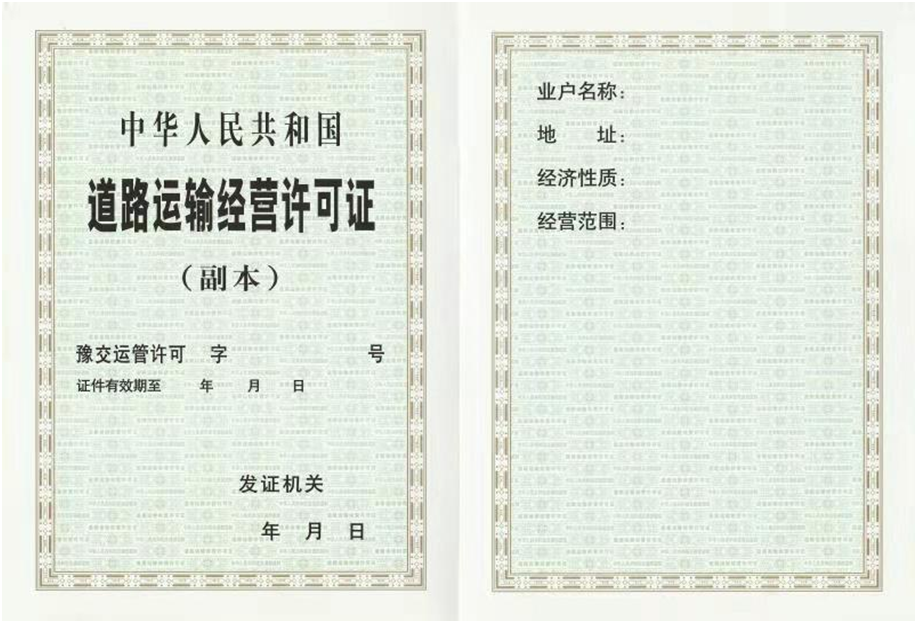 中华人民共和国
道路运输经营许可证
（副本）
豫交运管许可 字 号
证件有效期至 年 月 日
发证机关
年 月 日
业户名称：
地 址：
经济性质：
经营范围：